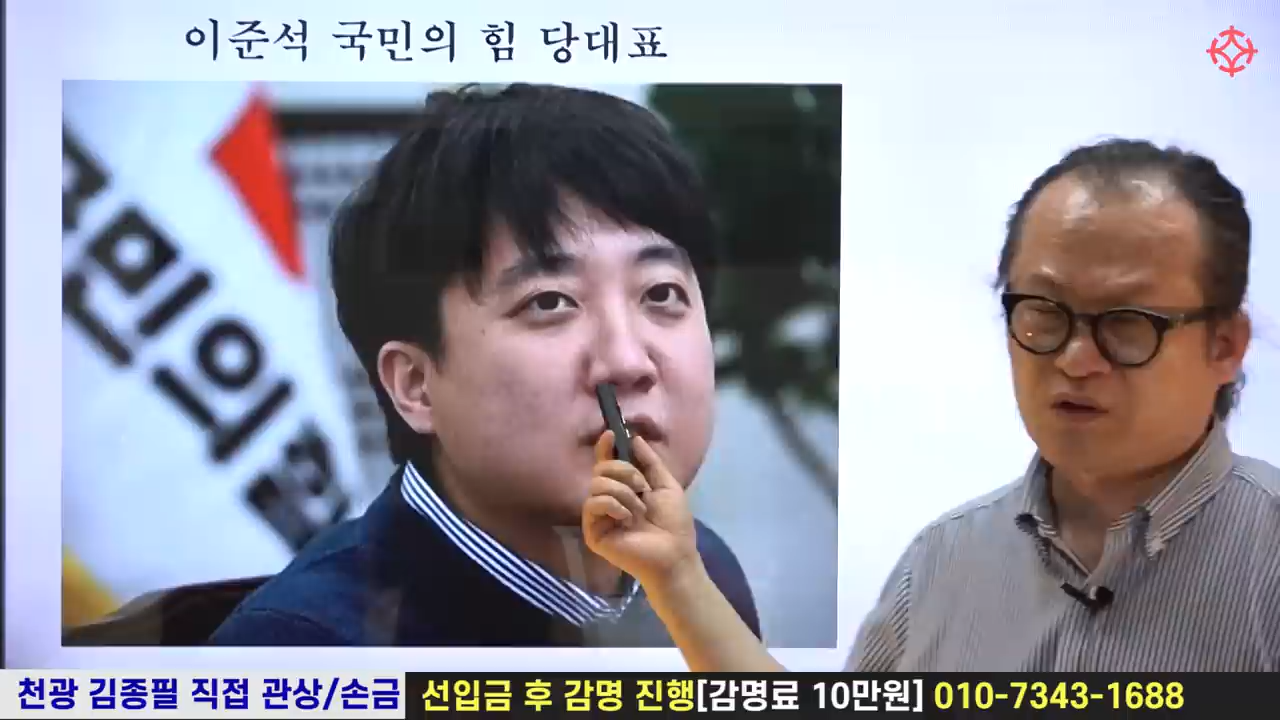 이준석 국민의 힘 당대표
국민의힘
천광 김종필 직접 관상/손금
선입금 후 감명 진행[감명료 10만원] 010-7343-1688